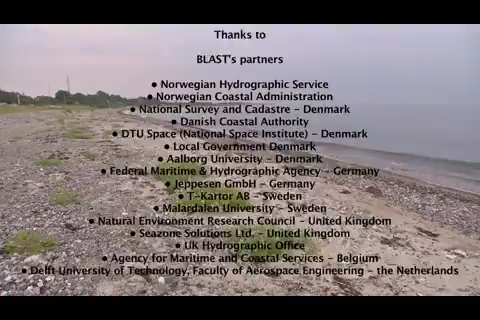 Thanks to
BLAST's partners
● Norwegian Hydrographic Service
● Norwegian Coastal Administration
● National Survey and Cadastre – Denmark
● Danish Coastal Authority
● DTU Space (National Space Institute) – Denmark
● Local Government Denmark
● Aalborg University – Denmark
● Federal Maritime & Hydrographic Agency – Germany
● Jeppesen GmbH – Germany
● T-Kartor AB – Sweden
● Malardalen University – Sweden
● Natural Environment Research Council – United Kingdom
● Seazone Solutions Ltd. – United Kingdom
● UK Hydrographic Office
● Agency for Maritime and Coastal Services – Belgium
● Delft University of Technology, Faculty of Aerospace Engineering – the Netherlands